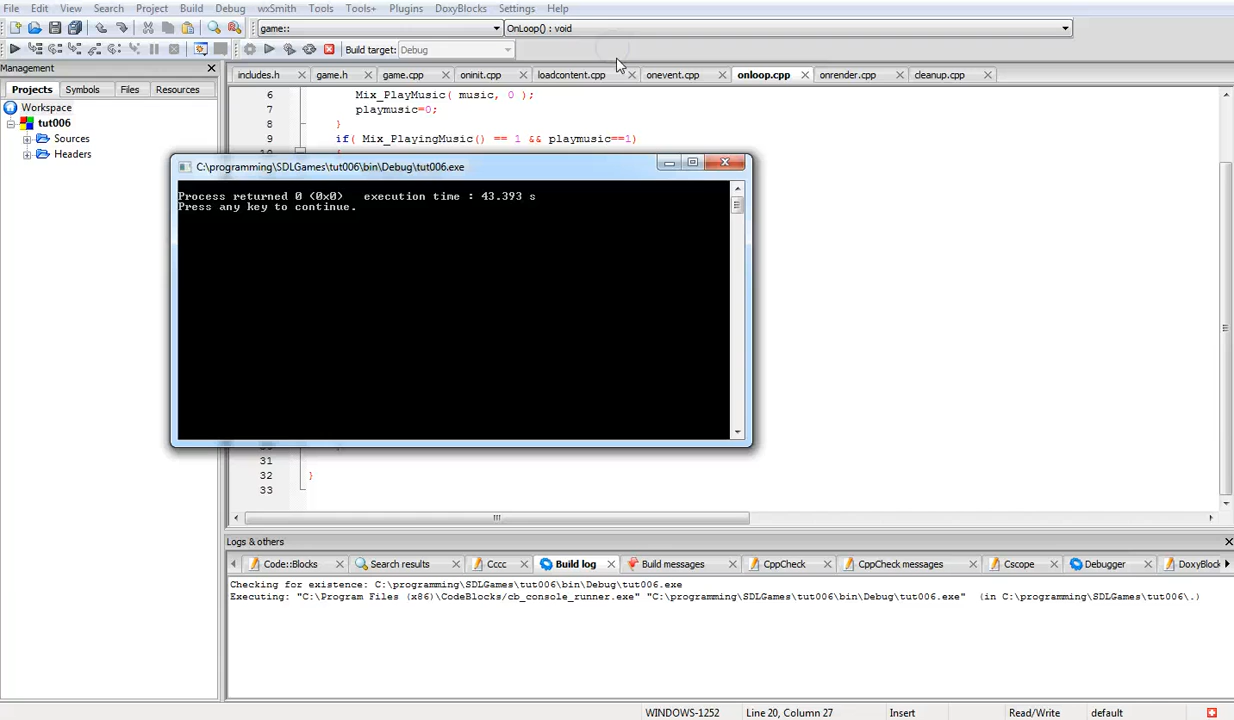 File Edit View Search Project Build Debug wxSmith Tools Tools+ Plugins DoxyBlocks Settings Help
game:: OnLoop() : void
Build target: Debug
Management
includes.h game.h game.cpp oninit.cpp loadcontent.cpp onevent.cpp onloop.cpp onrender.cpp cleanup.cpp
Projects Symbols Files Resources
Workspace
tut006
Sources
Headers
6 Mix_PlayMusic( music, 0 );
7 playmusic=0;
8 }
9 if( Mix_PlayingMusic() == 1 && playmusic==1)
C:\programming\SDLGames\tut006\bin\Debug\tut006.exe
Process returned 0 (0x0) execution time : 43.393 s
Press any key to continue.
31
32 }
33
Logs & others
Code::Blocks Search results Cccc Build log Build messages CppCheck CppCheck messages Cscope Debugger DoxyBlock
Checking for existence: C:\programming\SDLGames\tut006\bin\Debug\tut006.exe
Executing: "C:\Program Files (x86)\CodeBlocks/cb_console_runner.exe" "C:\programming\SDLGames\tut006\bin\Debug\tut006.exe" (in C:\programming\SDLGames\tut006\.)
WINDOWS-1252 Line 20, Column 27 Insert Read/Write default